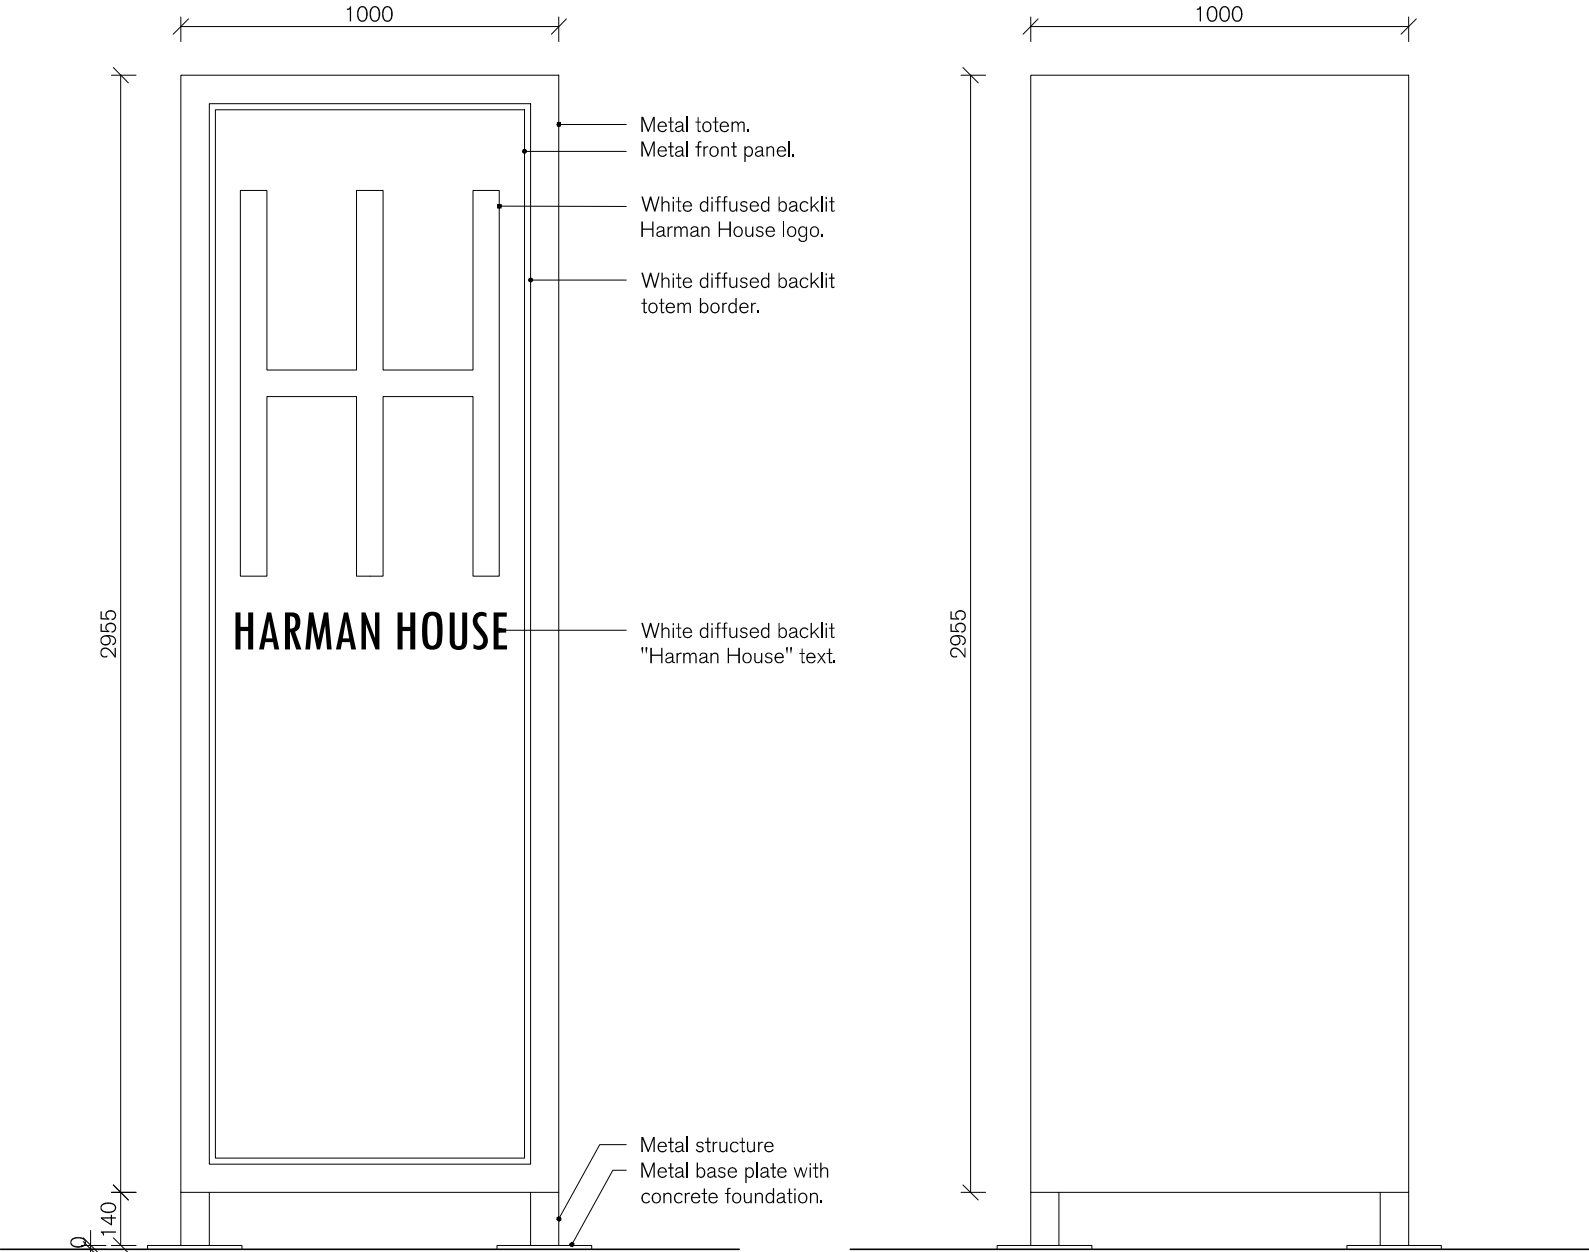 1000
1000
Metal totem.
Metal front panel.
White diffused backlit
Harman House logo.
White diffused backlit
totem border.
2955
HARMAN HOUSE
White diffused backlit
"Harman House" text.
2955
Metal structure
Metal base plate with
concrete foundation.
140